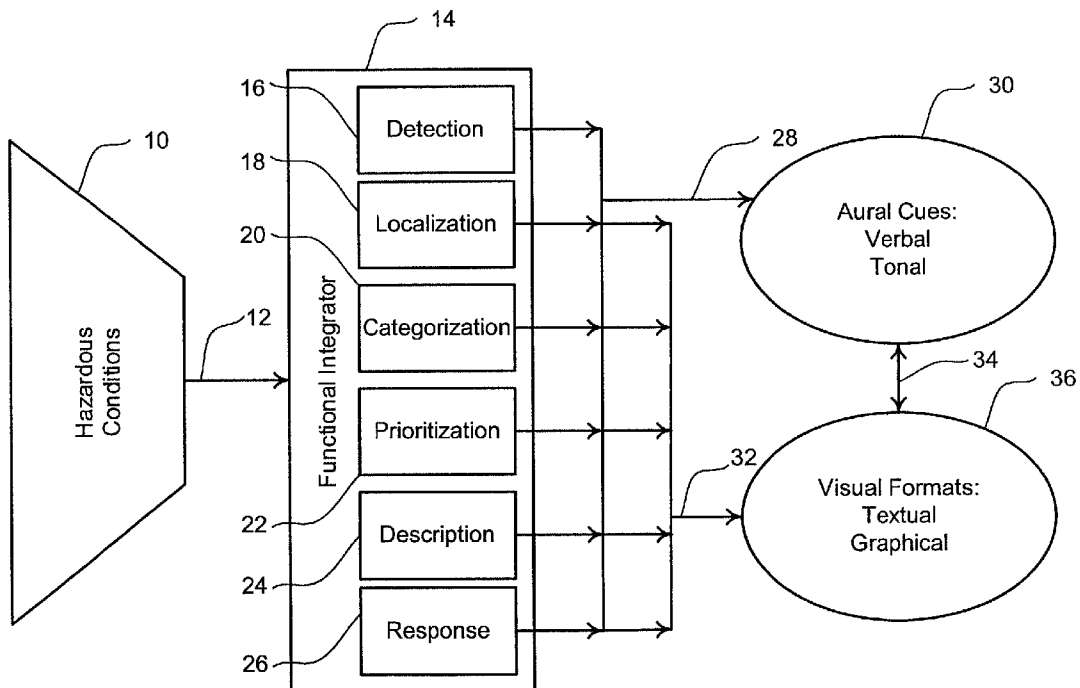 14
16
Detection
30
10
18
28
Localization
Aural Cues:
Verbal
Tonal
20
Functional Integrator
Categorization
12
Hazardous
Conditions
34
36
Prioritization
32
22
Visual Formats:
Textual
Graphical
Description
24
Response
26